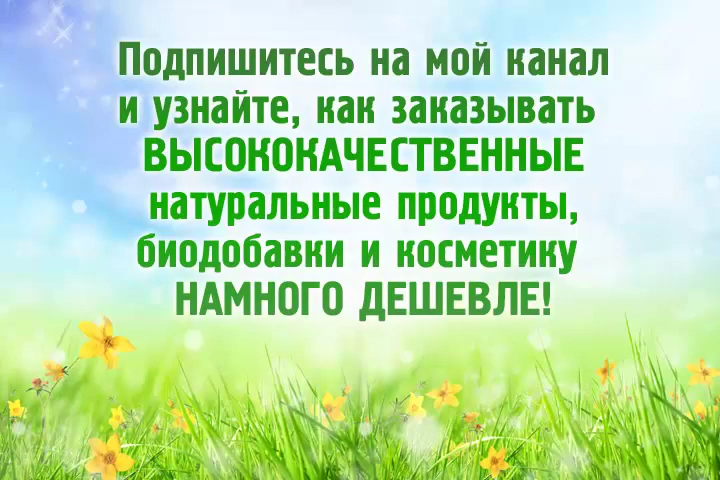 Подпишитесь на мой канал
и узнайте, как заказывать
ВЫСОКОКАЧЕСТВЕННЫЕ
натуральные продукты,
биодобавки и косметику
НАМНОГО ДЕШЕВЛЕ!